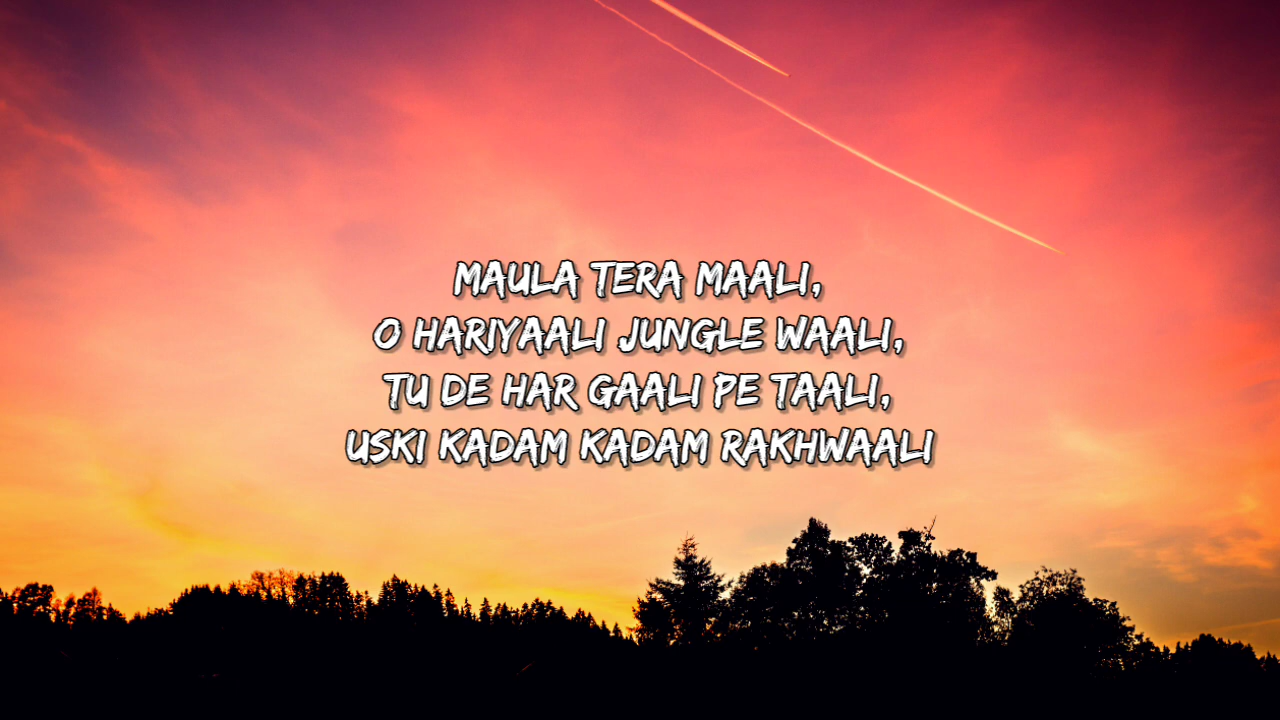 MAULA TERA MAALI,
O HARIYAALI JUNGLE WAALI,
TU DE HAR GAALI PE TAALI,
USKI KADAM KADAM RAKHWAALI